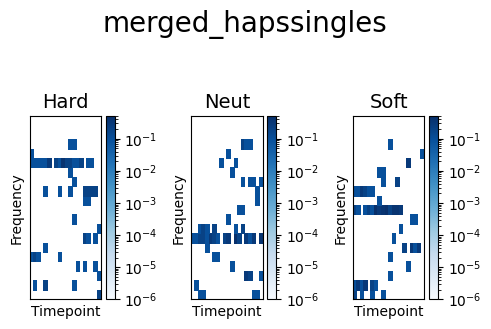 merged_hapssingles
Hard
Neut
Soft
Frequency
Timepoint
10^{-1}
10^{-2}
10^{-3}
10^{-4}
10^{-5}
10^{-6}
Frequency
Timepoint
10^{-1}
10^{-2}
10^{-3}
10^{-4}
10^{-5}
10^{-6}
Frequency
Timepoint
10^{-1}
10^{-2}
10^{-3}
10^{-4}
10^{-5}
10^{-6}